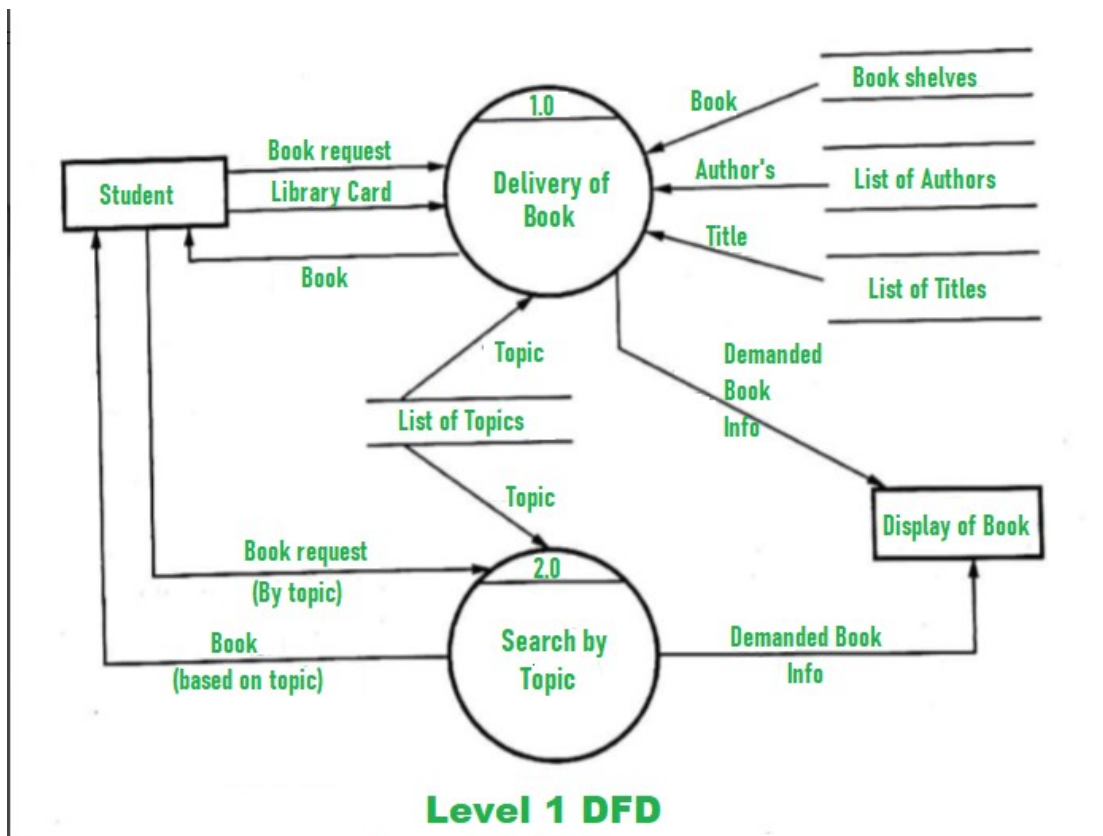 Book shelves
1.0
Book
Book request
Author's
List of Authors
Student
Library Card
Delivery of
Book
Title
Book
List of Titles
Topic
Demanded
Book
Info
List of Topics
Topic
Display of Book
Book request
(By topic)
2.0
Book
(based on topic)
Search by
Topic
Demanded Book
Info
Level 1 DFD